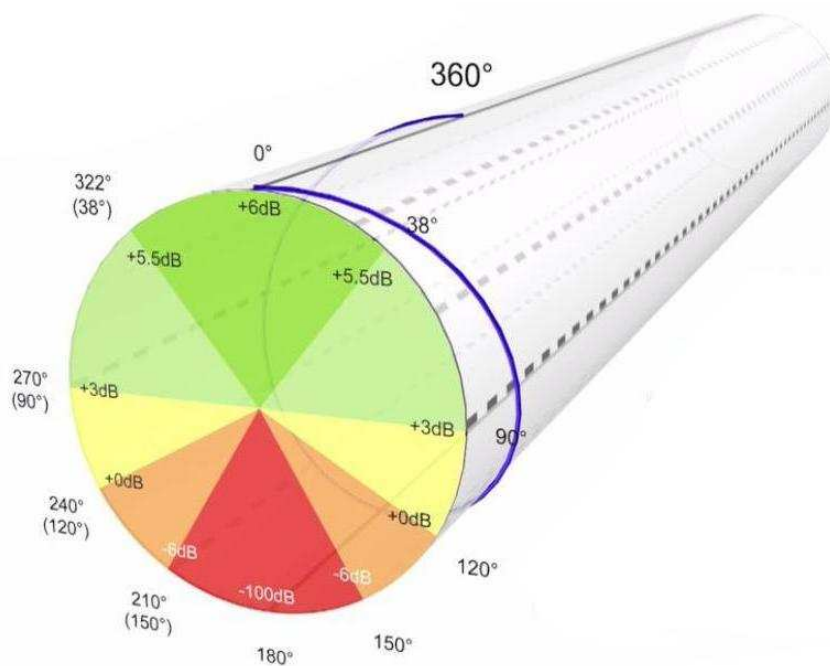 360°
0°
322°
(38°)
+6dB
38°
+5.5dB
+5.5dB
270°
(90°)
+3dB
+3dB
90°
+0dB
+0dB
240°
(120°)
-6dB
-6dB
120°
-100dB
210°
(150°)
150°
180°